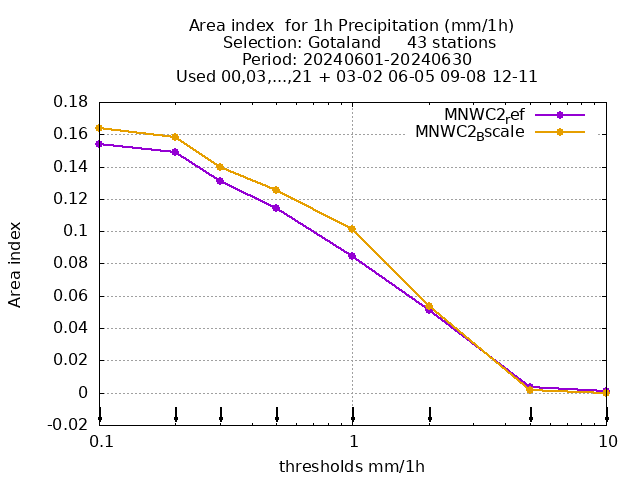 Area index  for 1h Precipitation (mm/1h)
Selection: Gotaland     43 stations
Period: 20240601-20240630
Used 00,03,...,21 + 03-02 06-05 09-08 12-11
MNWC2_ref
MNWC2_Bscale
0.18
0.16
0.14
0.12
0.1
0.08
0.06
0.04
0.02
0
-0.02
Area index
0.1
1
10
thresholds mm/1h